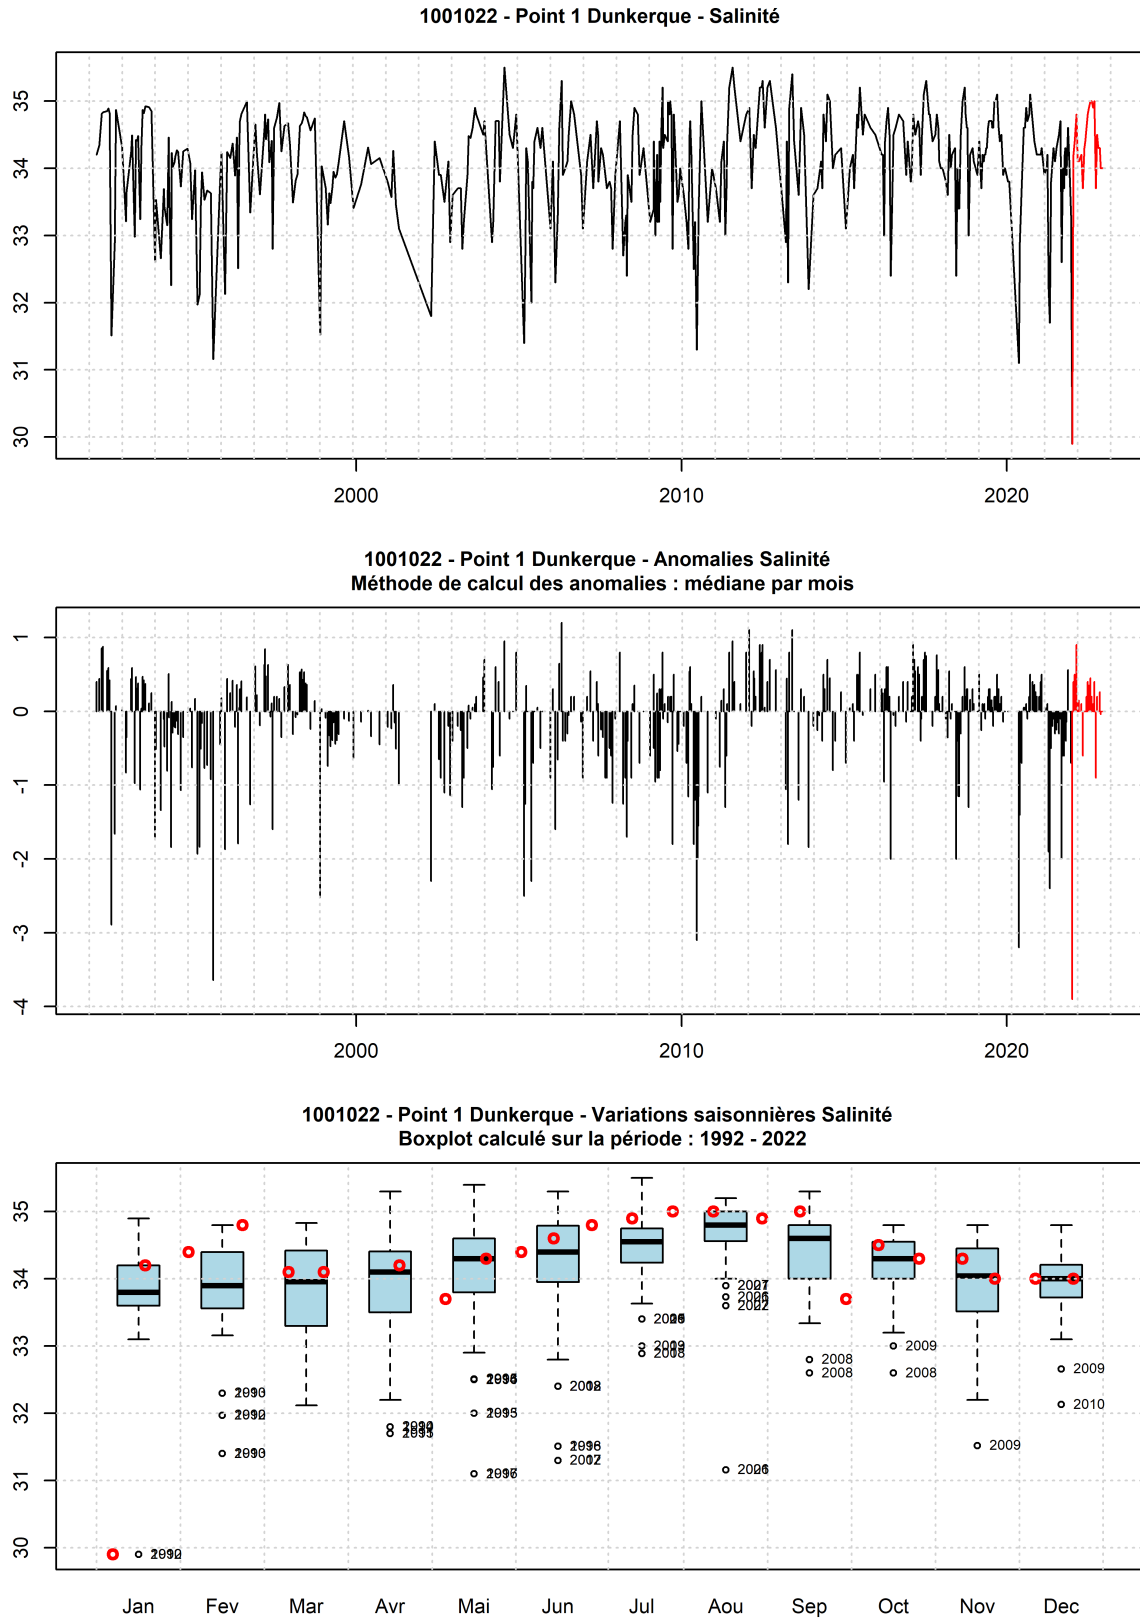 1001022 - Point 1 Dunkerque - Salinité
35
34
33
32
31
30
2000 2010 2020
1001022 - Point 1 Dunkerque - Anomalies Salinité
Méthode de calcul des anomalies : médiane par mois
1
0
-1
-2
-3
-4
2000 2010 2020
1001022 - Point 1 Dunkerque - Variations saisonnières Salinité
Boxplot calculé sur la période : 1992 - 2022
35
34
33
2008 2009
2008 2008 2009
32
2010
2009
31
30
Jan Fev Mar Avr Mai Jun Jul Aou Sep Oct Nov Dec